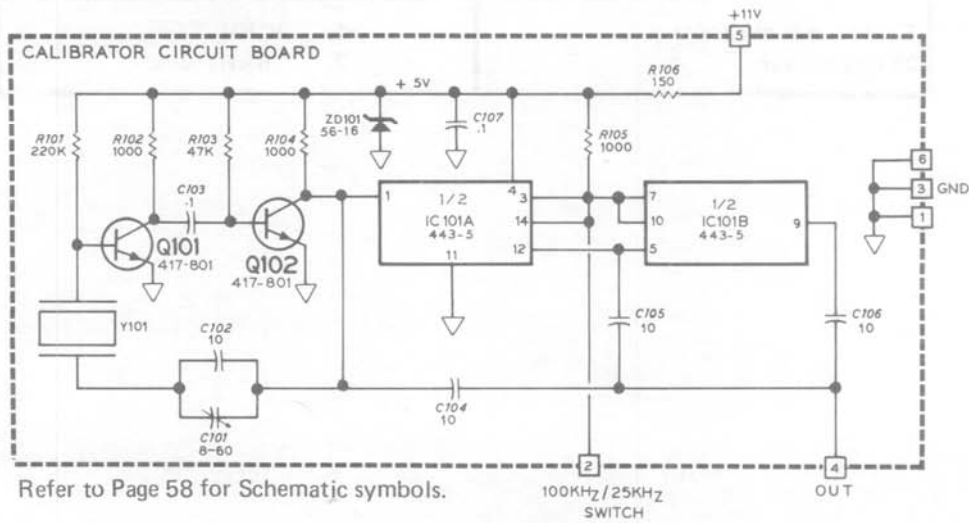 +11V
5
CALIBRATOR CIRCUIT BOARD
R106
150
+ 5V
R101
220K
R102
1000
R103
47K
R104
1000
ZD101
56-16
C107
.1
R105
1000
6
3 GND
1
C103
.1
Q101
417-801
Q102
417-801
1
4
3
14
12
11
1/2
IC101A
443-5
7
10
5
9
1/2
IC101B
443-5
Y101
C102
10
C101
8-60
C104
10
C105
10
C106
10
2
4
100KHZ/25KHZ
SWITCH
OUT
Refer to Page 58 for Schematic symbols.